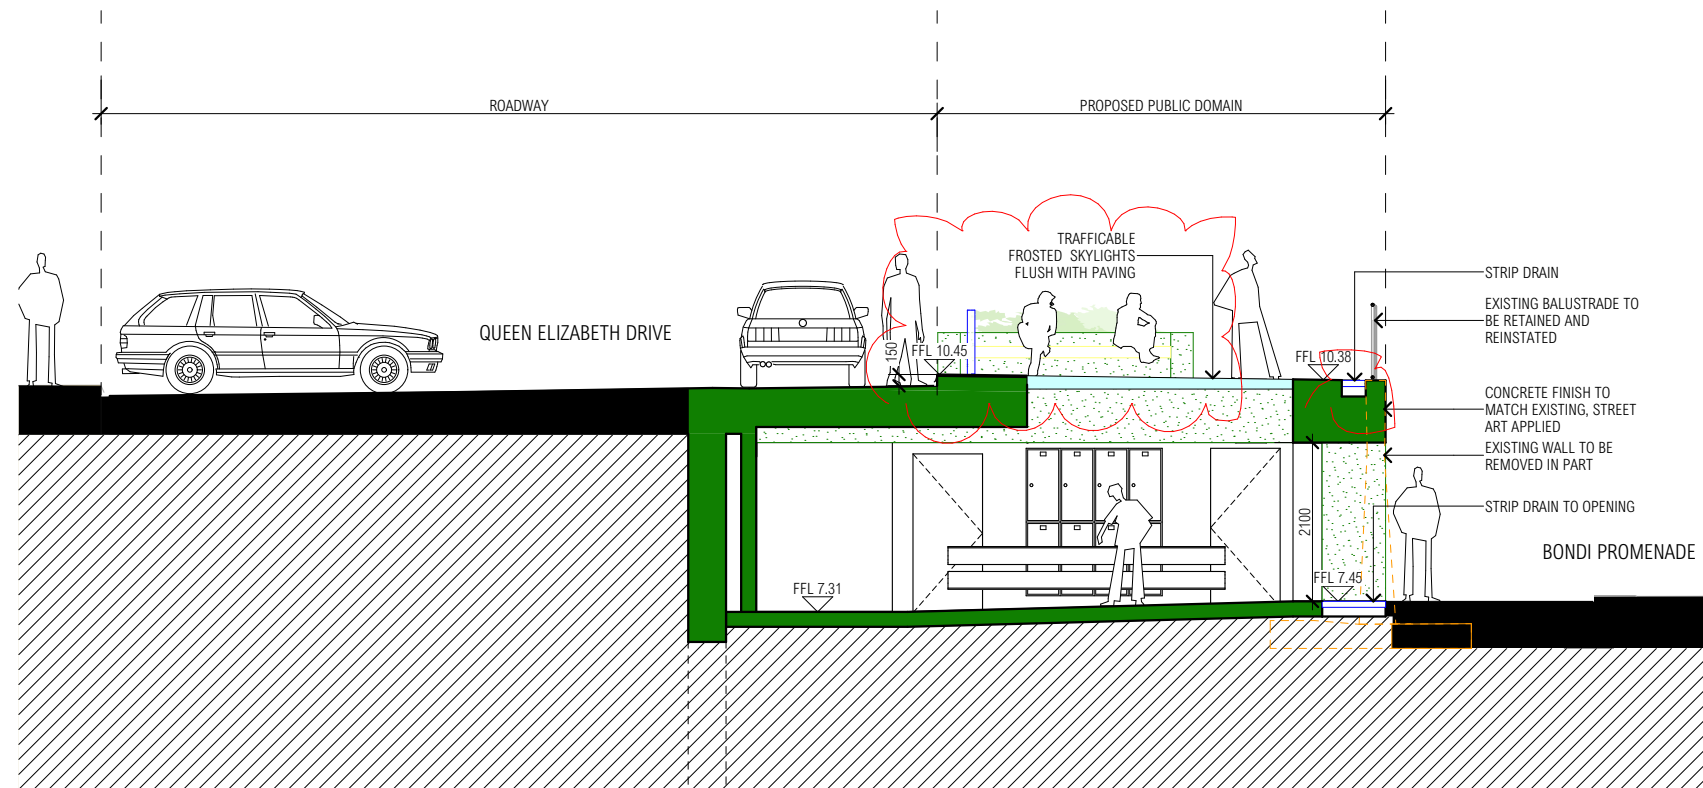 ROADWAY
PROPOSED PUBLIC DOMAIN
TRAFFICABLE
FROSTED SKYLIGHTS
FLUSH WITH PAVING
STRIP DRAIN
EXISTING BALUSTRADE TO
BE RETAINED AND
REINSTATED
QUEEN ELIZABETH DRIVE
150
FFL 10.45
FFL 10.38
CONCRETE FINISH TO
MATCH EXISTING, STREET
ART APPLIED
EXISTING WALL TO BE
REMOVED IN PART
STRIP DRAIN TO OPENING
2100
BONDI PROMENADE
FFL 7.31
FFL 7.45